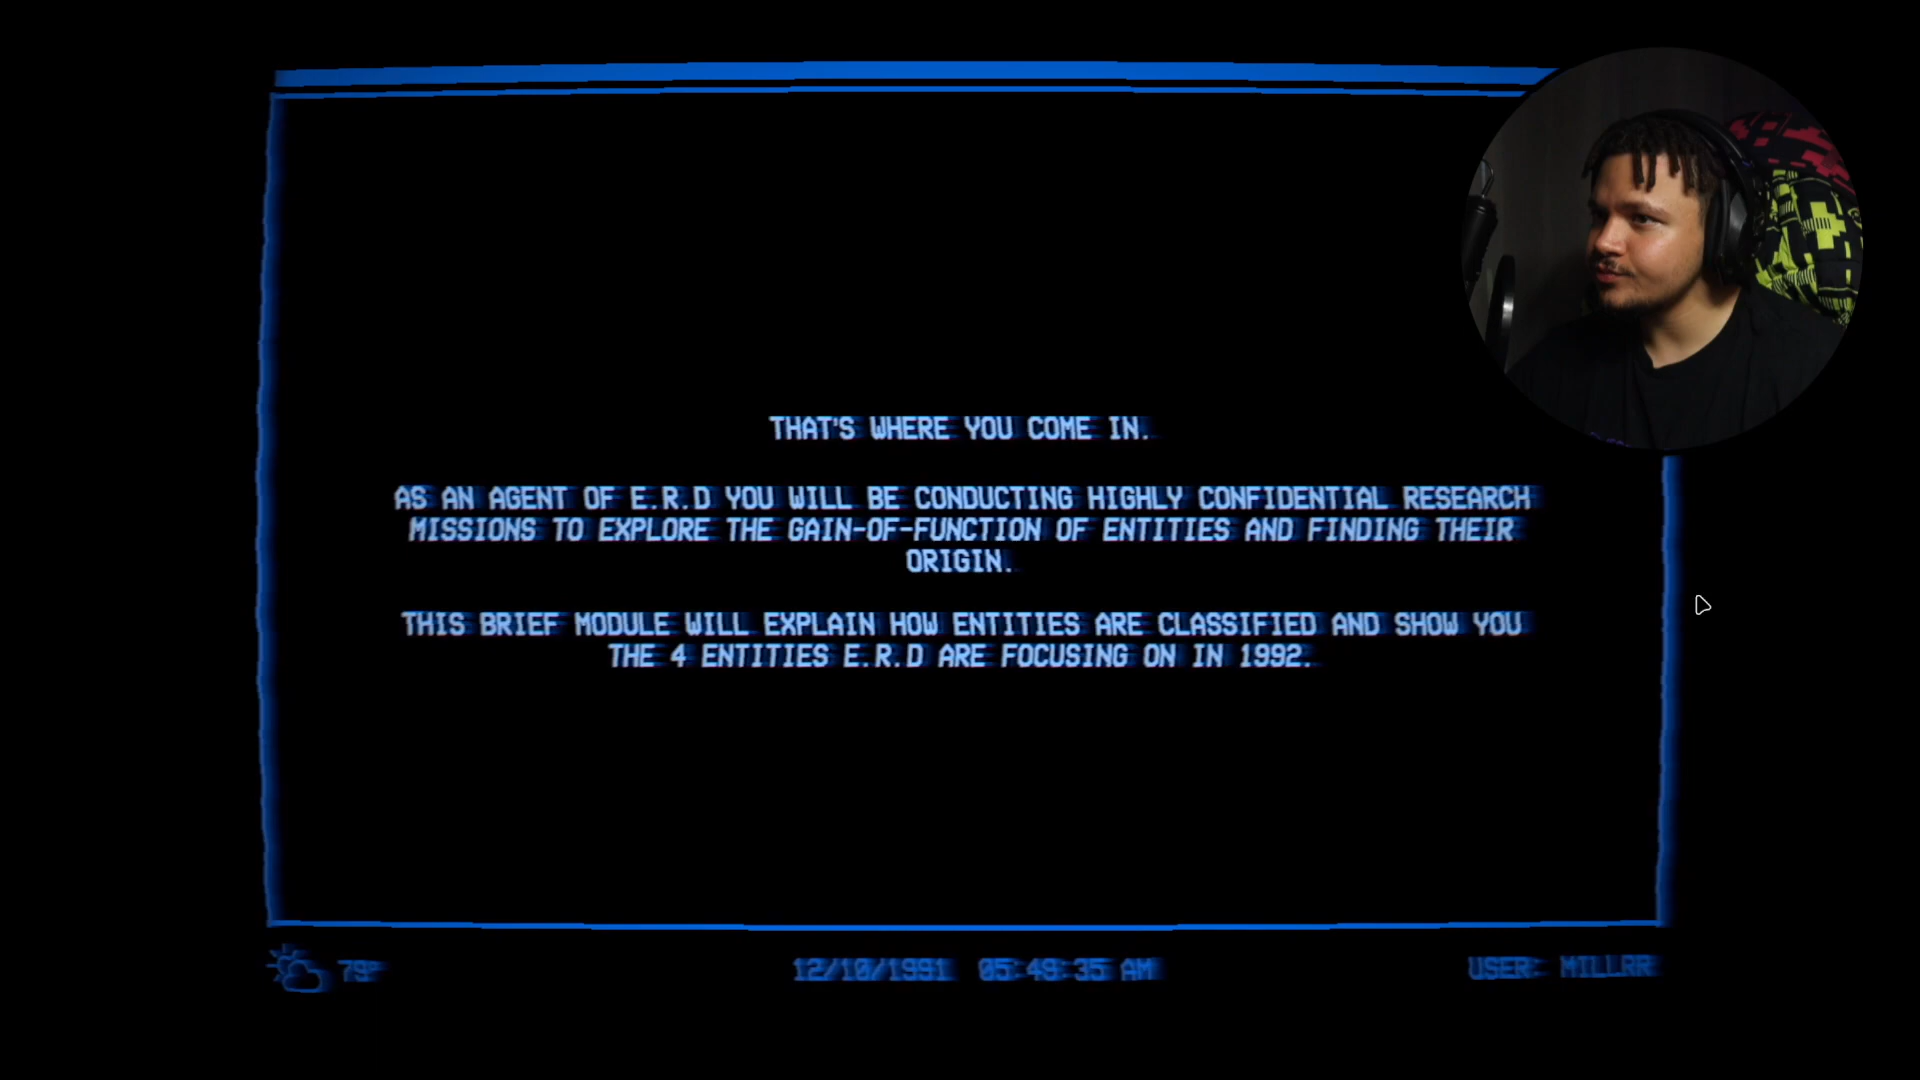 THAT'S WHERE YOU COME IN.
AS AN AGENT OF E.R.D YOU WILL BE CONDUCTING HIGHLY CONFIDENTIAL RESEARCH
MISSIONS TO EXPLORE THE GAIN-OF-FUNCTION OF ENTITIES AND FINDING THEIR
ORIGIN.
THIS BRIEF MODULE WILL EXPLAIN HOW ENTITIES ARE CLASSIFIED AND SHOW YOU
THE 4 ENTITIES E.R.D ARE FOCUSING ON IN 1992.
79° 12/10/1991 05:49:35 AM USER: MILLRR